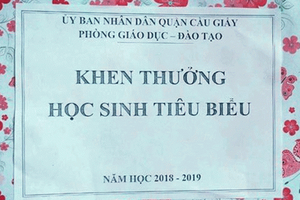 ỦY BAN NHÂN DÂN QUẬN CẦU GIẤY
PHÒNG GIÁO DỤC – ĐÀO TẠO
KHEN THƯỞNG
HỌC SINH TIÊU BIỂU
NĂM HỌC 2018 - 2019